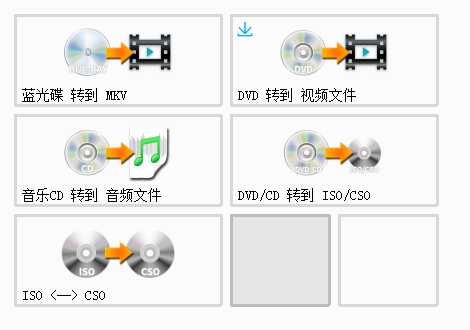 BLU-RAY
DVD
蓝光碟 转到 MKV
DVD 转到 视频文件
CD
DVD/CD
ISO/CSO
音乐CD 转到 音频文件
DVD/CD 转到 ISO/CSO
ISO
CSO
ISO <—> CSO